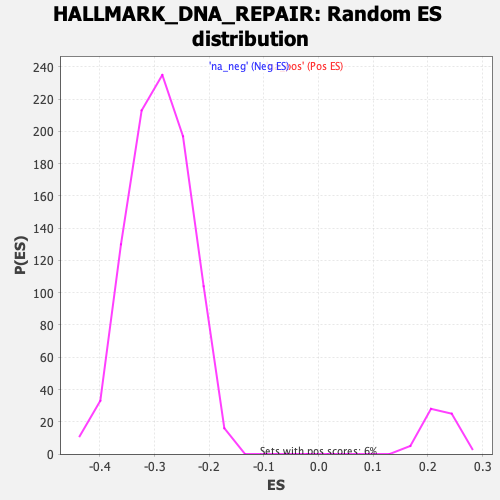 HALLMARK_DNA_REPAIR: Random ES
distribution
'na_neg' (Neg ES)
pos' (Pos ES)
240
220
200
180
160
140
120
100
80
60
40
20
0
P(ES)
Sets with pos scores: 6%
-0.4 -0.3 -0.2 -0.1 0.0 0.1 0.2 0.3
ES